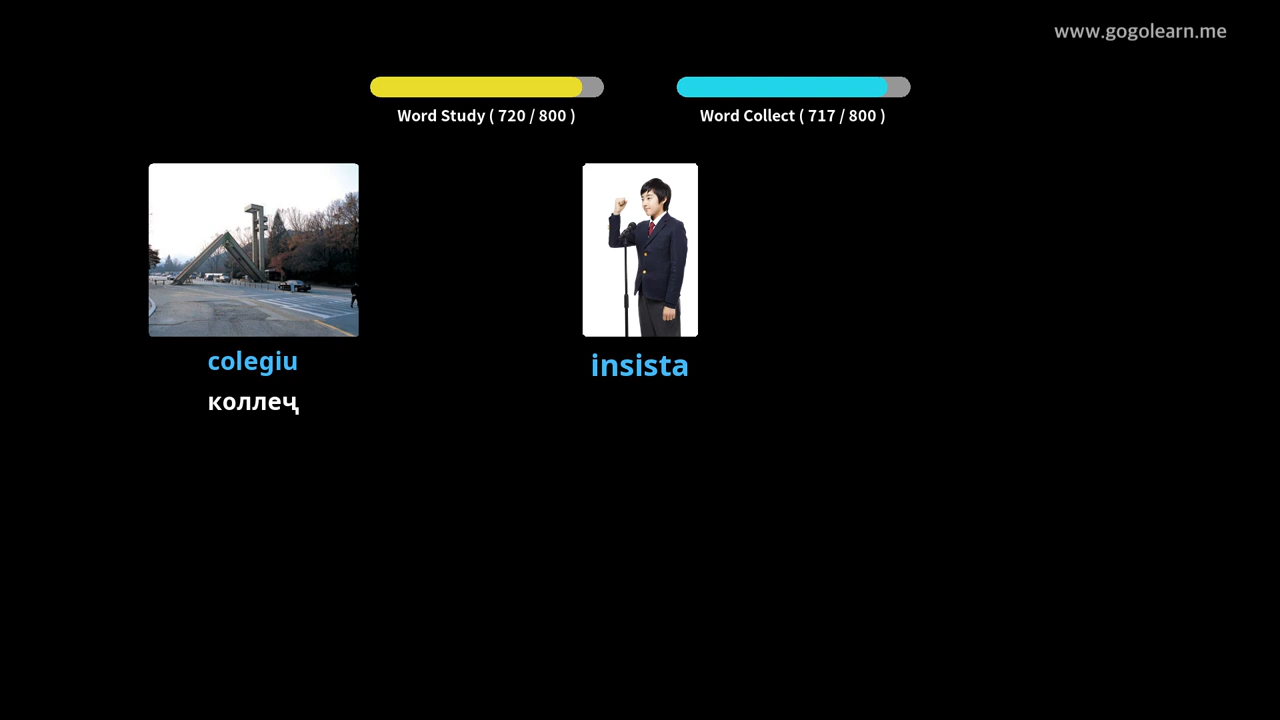 www.gogolearn.me
Word Study ( 720 / 800 )
Word Collect ( 717 / 800 )
colegiu
коллеҷ
insista